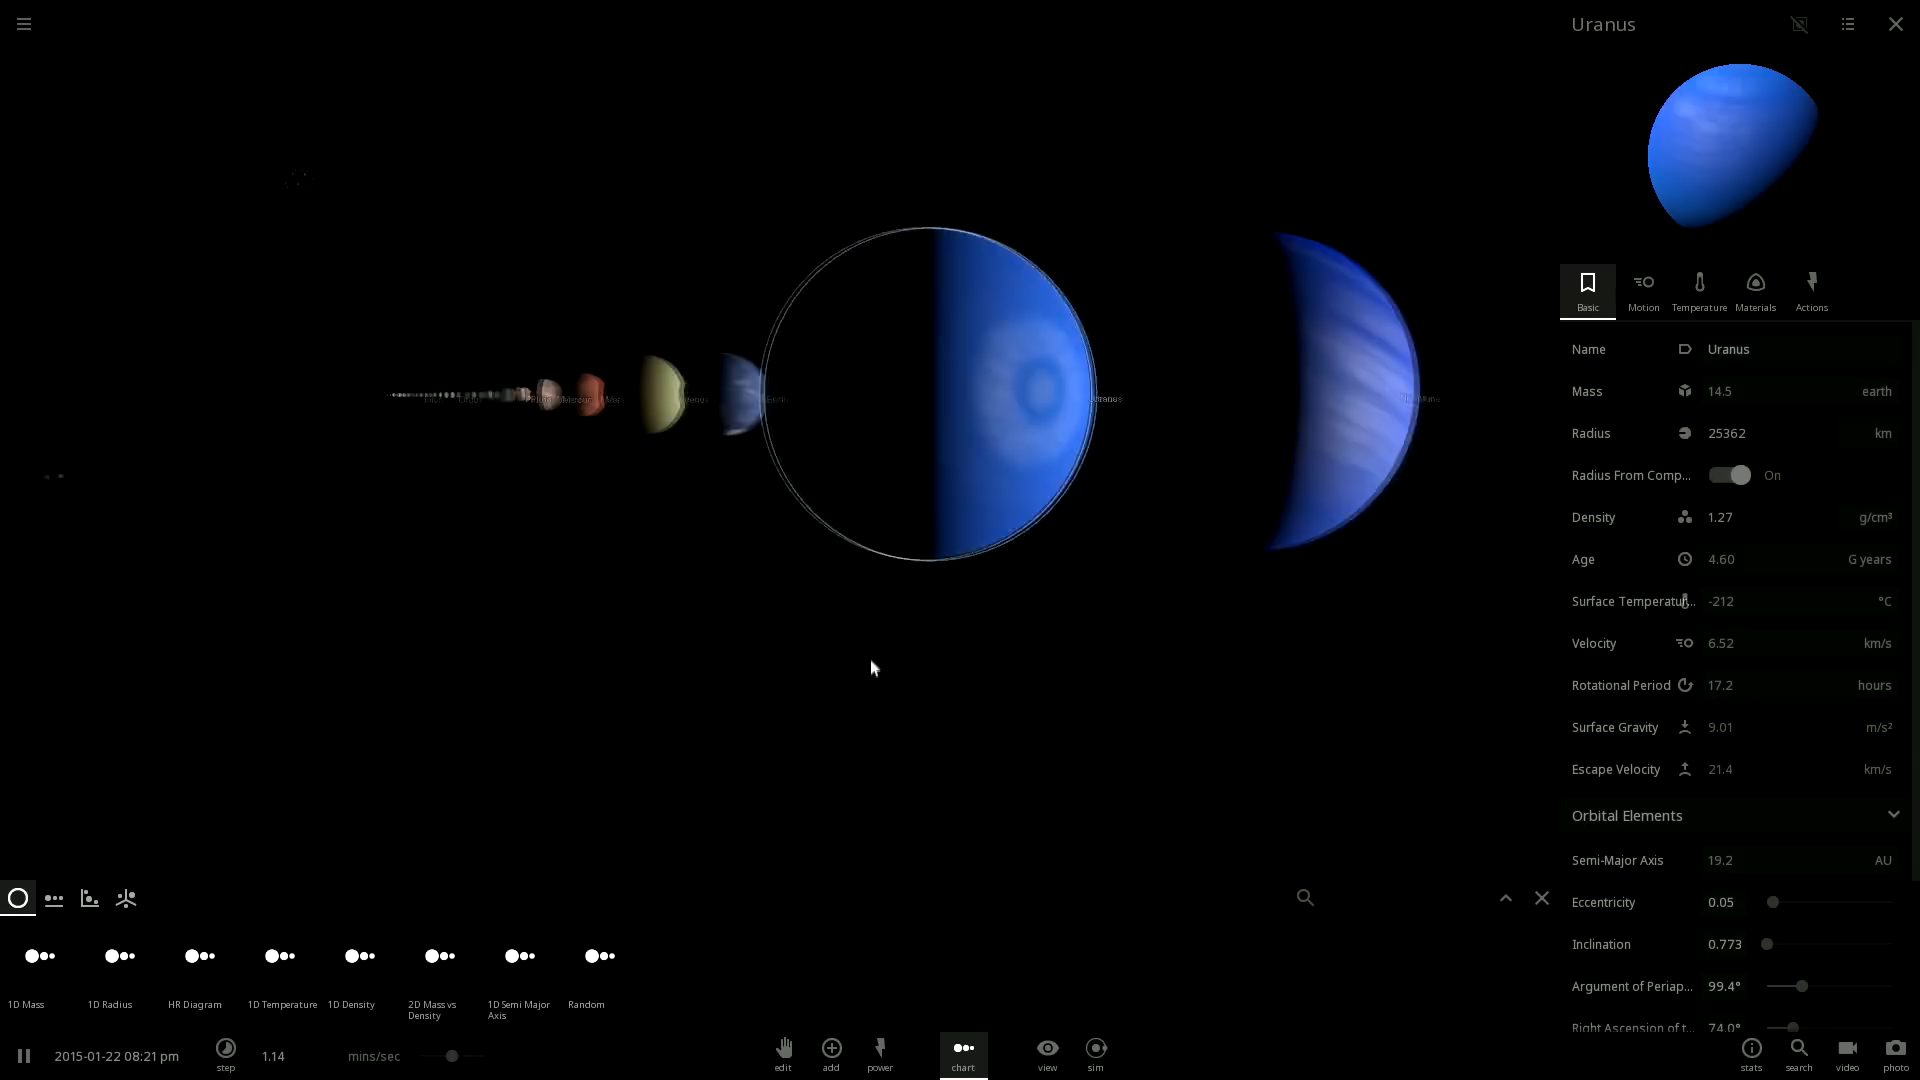 Uranus
Uranus
Basic
Motion
Temperature
Materials
Actions
Name Uranus
Mass 14.5 earth
Radius 25362 km
Radius From Comp... On
Density 1.27 g/cm³
Age 4.60 G years
Surface Temperatur... -212 °C
Velocity 6.52 km/s
Rotational Period 17.2 hours
Surface Gravity 9.01 m/s²
Escape Velocity 21.4 km/s
Orbital Elements
Semi-Major Axis 19.2 AU
Eccentricity 0.05
Inclination 0.773
Argument of Periap... 99.4°
Right Ascension of t... 74.0°
1D Mass
1D Radius
HR Diagram
1D Temperature
1D Density
2D Mass vs
Density
1D Semi Major
Axis
Random
2015-01-22 08:21 pm
step
1.14 mins/sec
edit
add
power
chart
view
sim
stats
search
video
photo